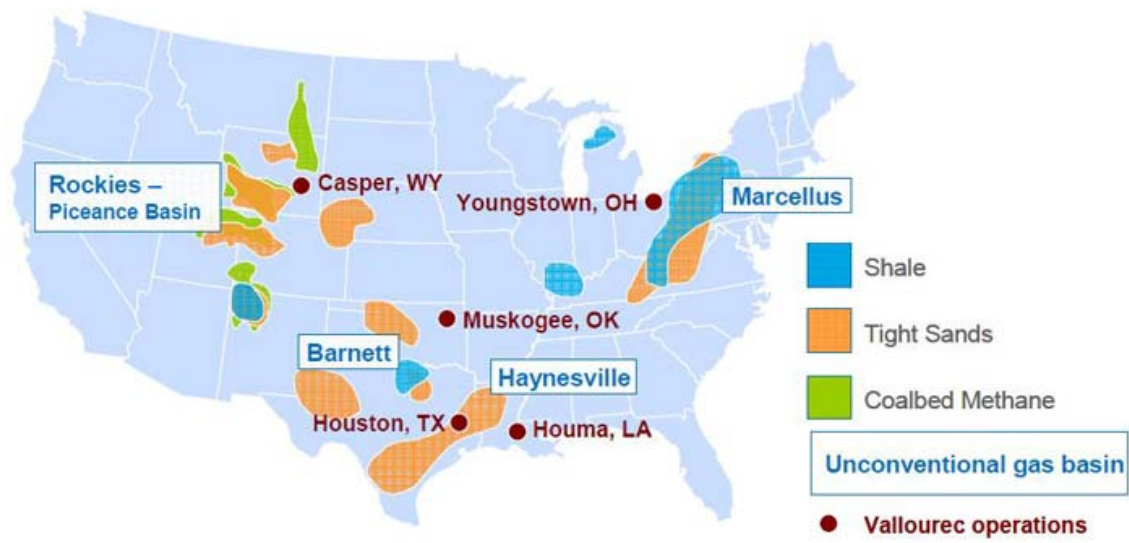 Rockies –
Piceance Basin
Casper, WY
Youngstown, OH
Marcellus
Shale
Muskogee, OK
Tight Sands
Barnett
Haynesville
Coalbed Methane
Houston, TX
Houma, LA
Unconventional gas basin
Vallourec operations